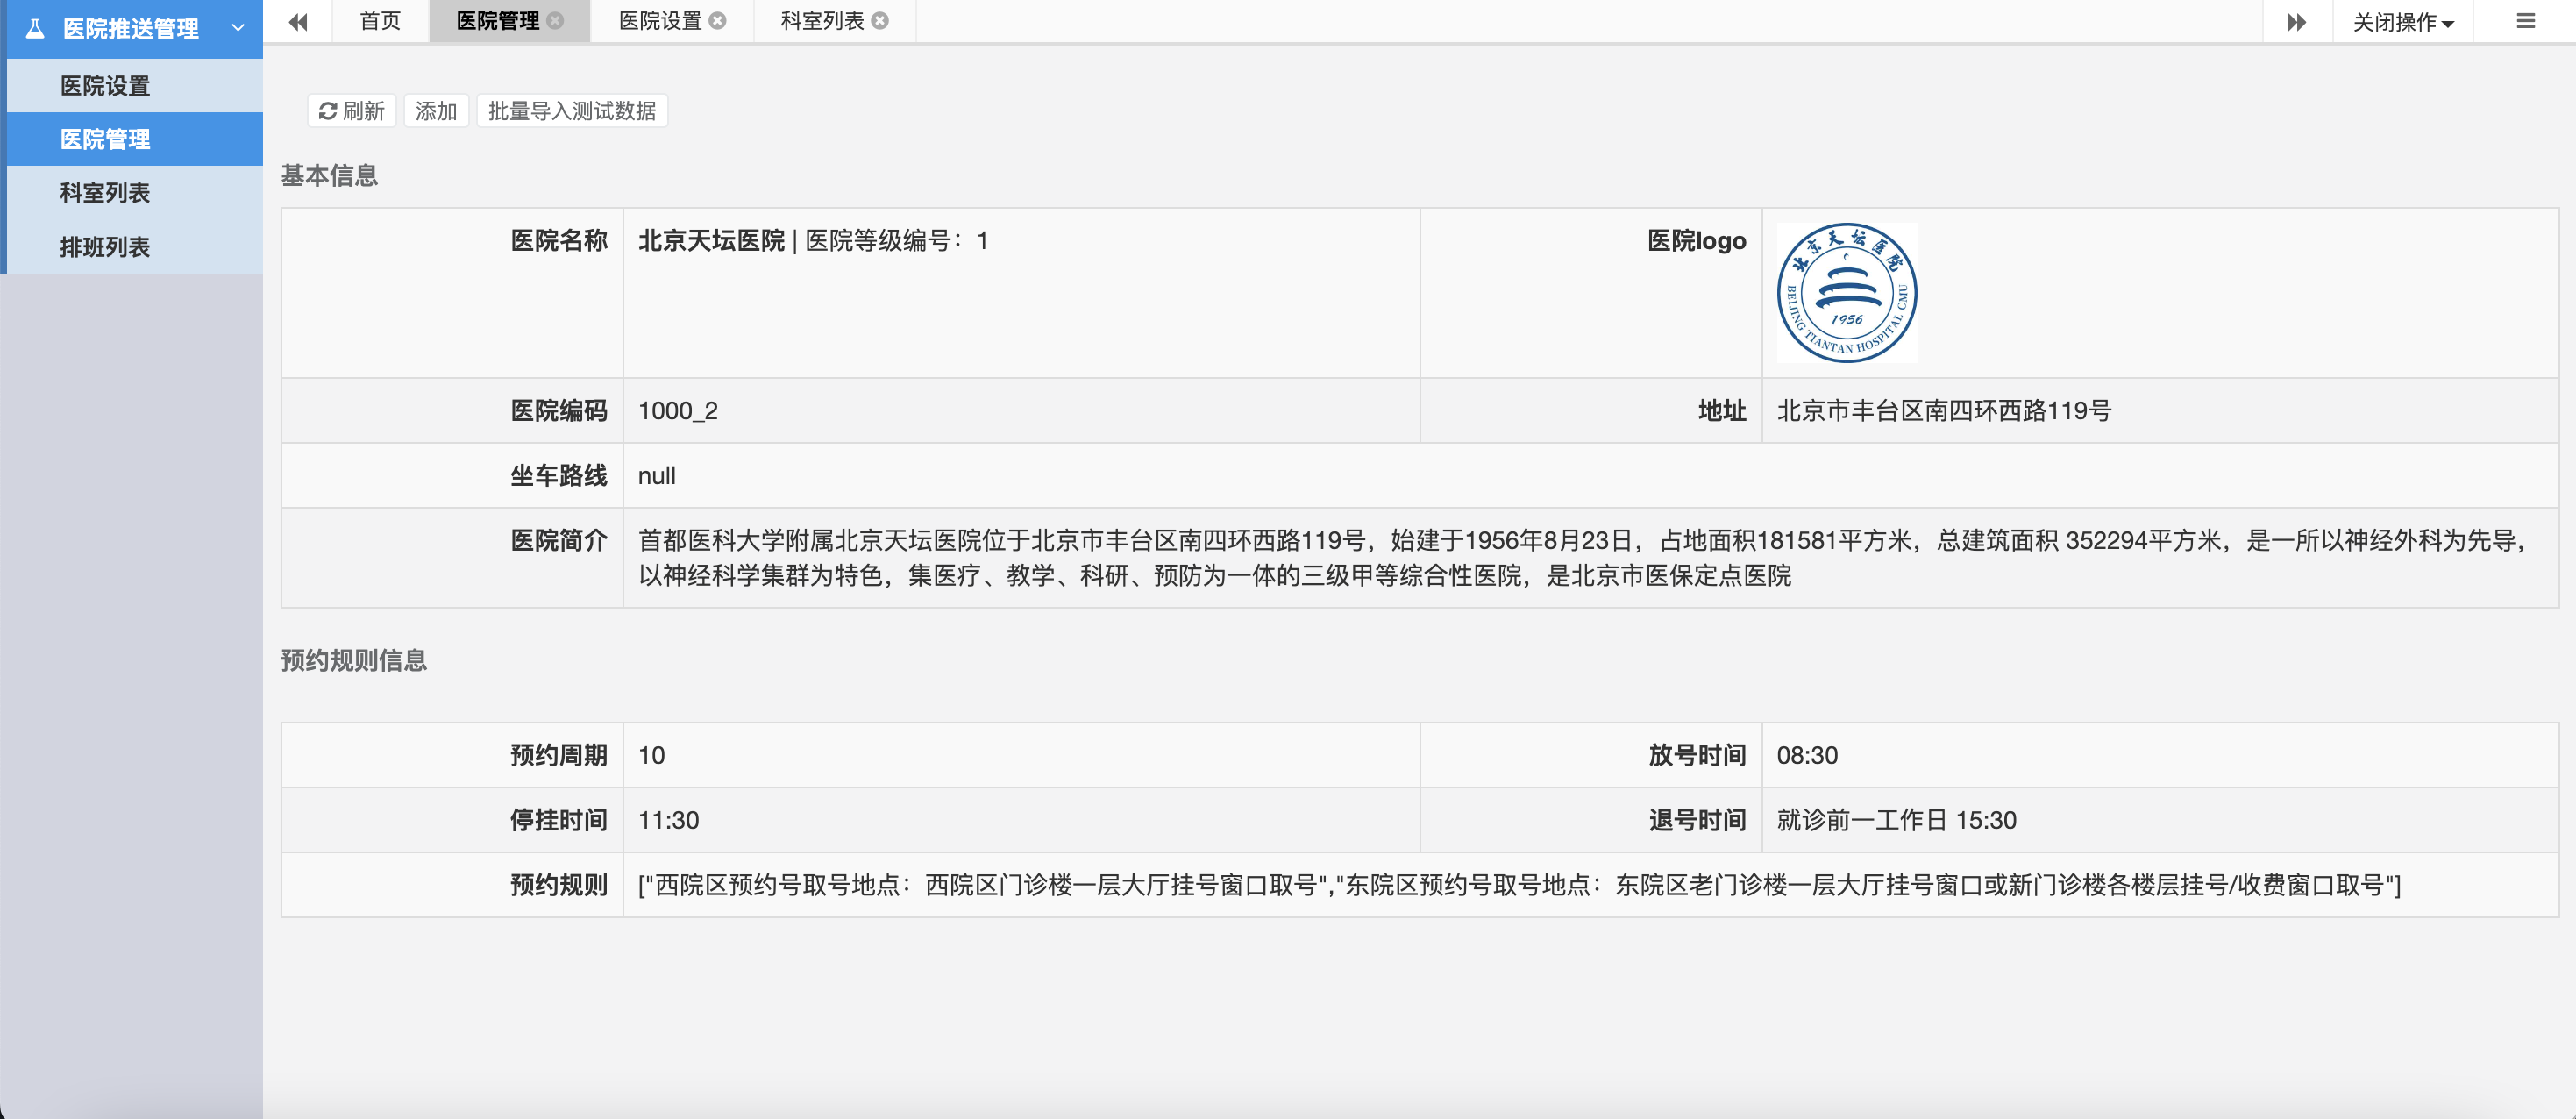 医院推送管理
首页
医院管理
医院设置
科室列表
关闭操作
医院设置
医院管理
科室列表
排班列表
刷新
添加
批量导入测试数据
基本信息
医院名称
北京天坛医院 | 医院等级编号：1
医院logo
北京天坛医院
1956
BEIJING TIANTAN HOSPITAL CMU
医院编码
1000_2
地址
北京市丰台区南四环西路119号
坐车路线
null
医院简介
首都医科大学附属北京天坛医院位于北京市丰台区南四环西路119号，始建于1956年8月23日，占地面积181581平方米，总建筑面积 352294平方米，是一所以神经外科为先导，
以神经科学集群为特色，集医疗、教学、科研、预防为一体的三级甲等综合性医院，是北京市医保定点医院
预约规则信息
预约周期
10
放号时间
08:30
停挂时间
11:30
退号时间
就诊前一工作日 15:30
预约规则
["西院区预约号取号地点：西院区门诊楼一层大厅挂号窗口取号","东院区预约号取号地点：东院区老门诊楼一层大厅挂号窗口或新门诊楼各楼层挂号/收费窗口取号"]